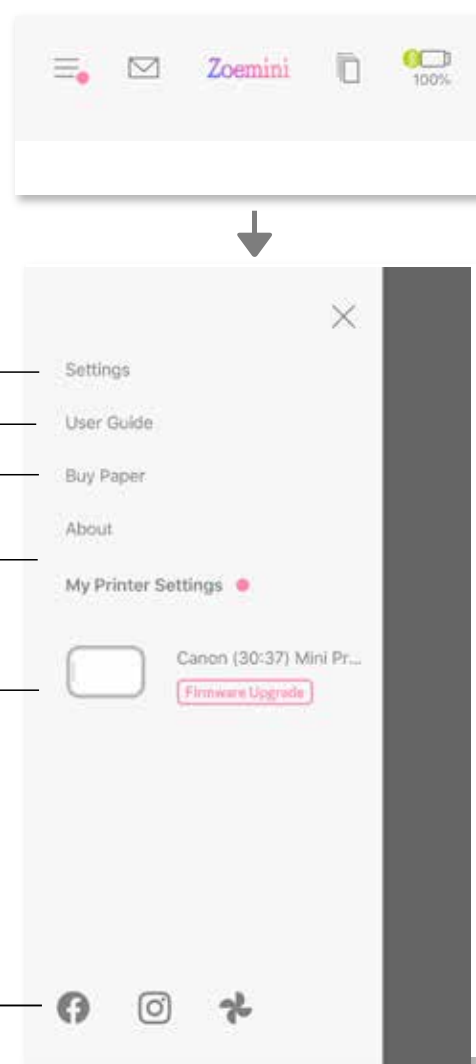 Zoemini
100%
Settings
User Guide
Buy Paper
About
My Printer Settings
Canon (30:37) Mini Pr...
Firmware Upgrade